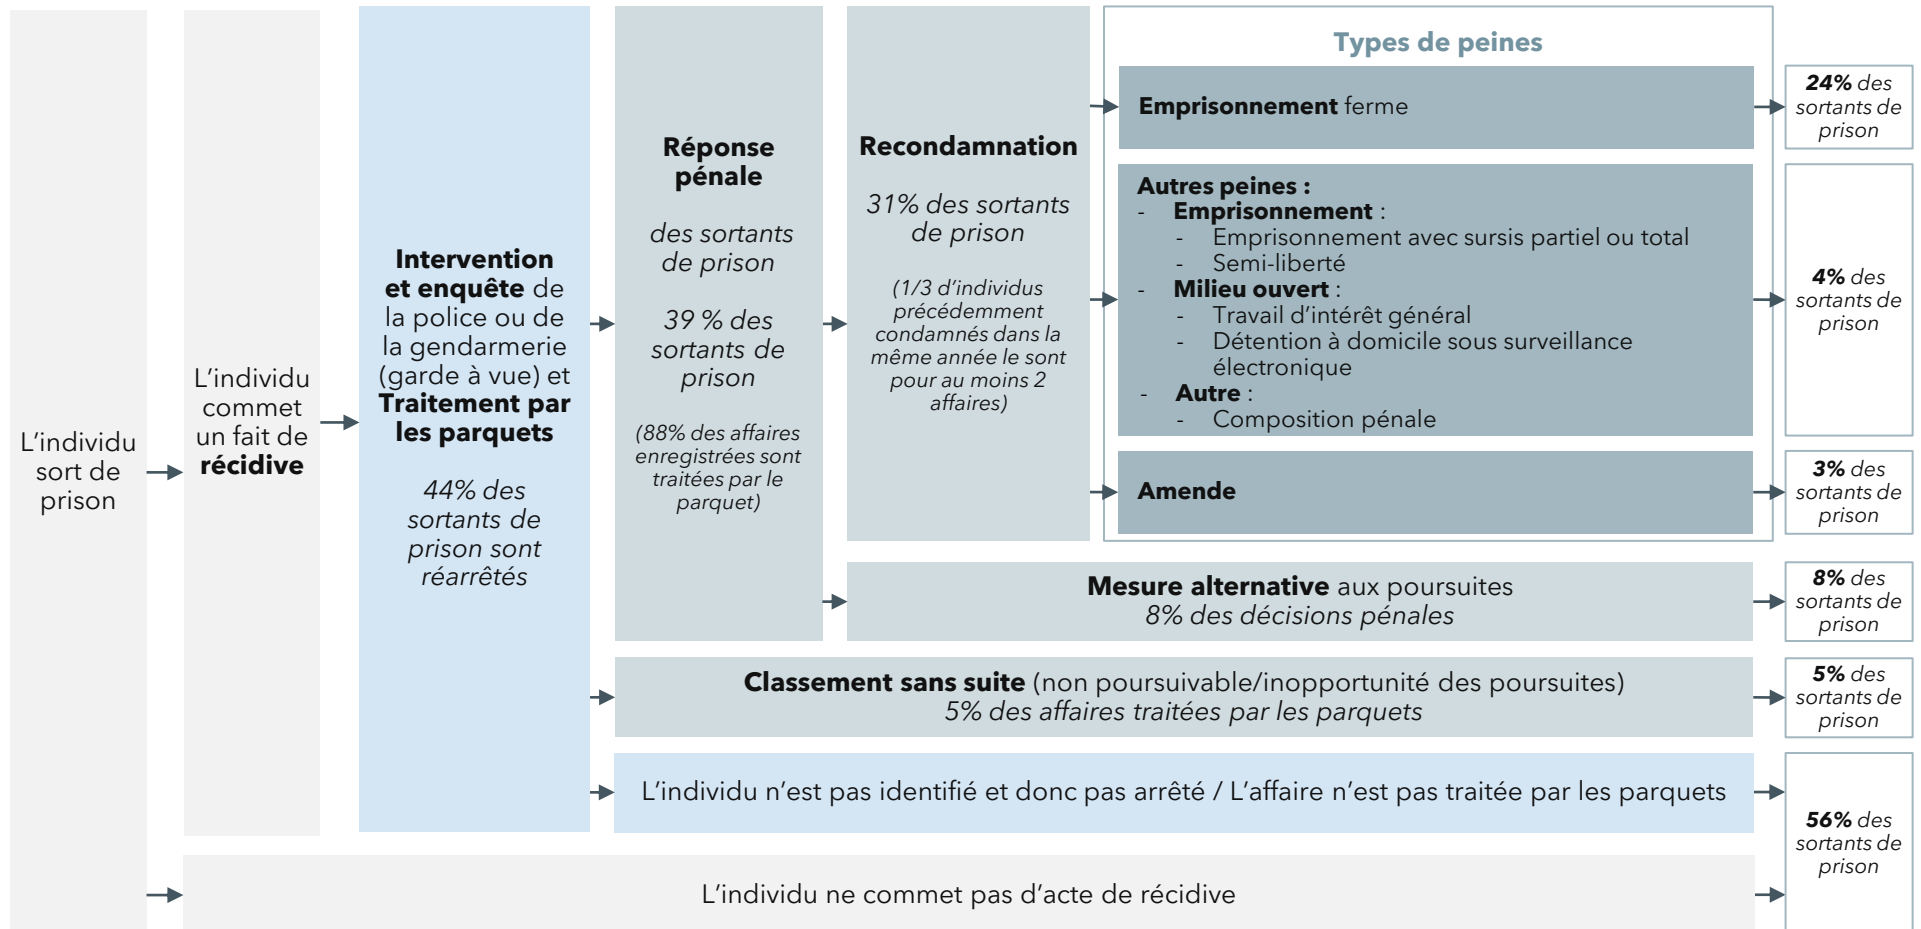 L'individu
sort de
prison
L'individu
commet
un fait de
récidive
Intervention
et enquête de
la police ou de
la gendarmerie
(garde à vue) et
Traitement par
les parquets
44% des
sortants de
prison sont
réarrêtés
Réponse
pénale
des sortants
de prison
39 % des
sortants de
prison
(88% des affaires
enregistrées sont
traitées par le
parquet)
Recondamnation
31% des sortants
de prison
(1/3 d'individus
précédemment
condamnés dans la
même année le sont
pour au moins 2
affaires)
Types de peines
Emprisonnement ferme
24% des
sortants de
prison
Autres peines :
- Emprisonnement :
- Emprisonnement avec sursis partiel ou total
- Semi-liberté
- Milieu ouvert :
- Travail d'intérêt général
- Détention à domicile sous surveillance
électronique
- Autre :
- Composition pénale
4% des
sortants de
prison
Amende
3% des
sortants de
prison
Mesure alternative aux poursuites
8% des décisions pénales
8% des
sortants de
prison
Classement sans suite (non poursuivable/inopportunité des poursuites)
5% des affaires traitées par les parquets
5% des
sortants de
prison
L'individu n'est pas identifié et donc pas arrêté / L'affaire n'est pas traitée par les parquets
56% des
sortants de
prison
L'individu ne commet pas d'acte de récidive